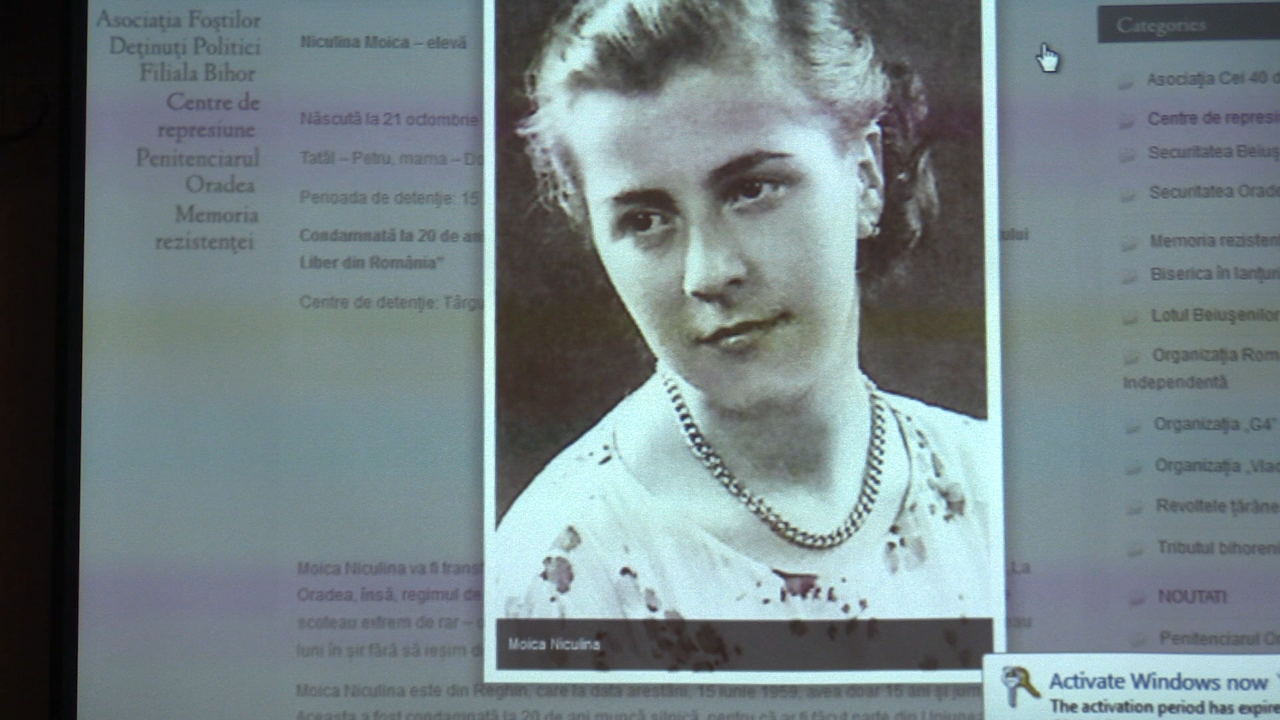 Asociaţia Foştilor
Deţinuţi Politici
Filiala Bihor
Centre de
represiune
Penitenciarul
Oradea
Memoria
rezistenţei
Niculina Moica – elevă
Născută la 21 octombrie
Tatăl – Petru, mama – Do
Perioada de detenţie: 15
Condamnată la 20 de an
Liber din România"
Centre de detenţie: Târgu
Moica Niculina va fi transf
Oradea, însă, regimul de
scoteau extrem de rar –
luni în şir fără să ieşim d
Moica Niculina este din Reghin, care la data arestării, 15 iunie 1959, avea doar 15 ani şi jum
Aceasta a fost condamnată la 20 de ani muncă silnică, pentru că ar fi făcut parte din Uniunea
Moica Niculina
Categories
Asociaţia Cei 40 d
Centre de represi
Securitatea Beiuş
Securitatea Orade
Memoria rezisten
Biserica în lanţuri
Lotul Beiuşenilor
Organizaţia Rom
Independentă
Organizaţia „G4"
Organizaţia „Vlad
Revoltele ţărăne
Tributul bihoreni
NOUTATI
Penitenciarul O
Activate Windows now
The activation period has expire